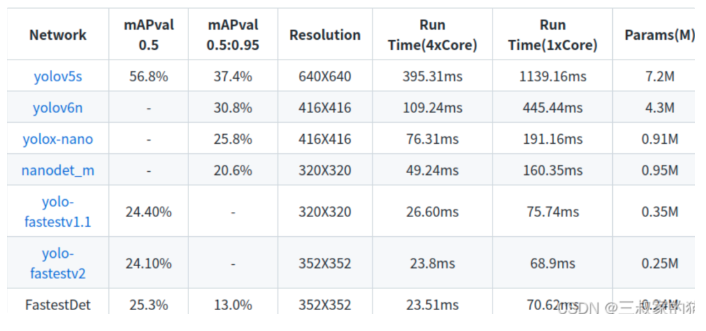 Network mAPval 0.5 mAPval 0.5:0.95 Resolution Run Time(4xCore) Run Time(1xCore) Params(M)
yolov5s 56.8% 37.4% 640X640 395.31ms 1139.16ms 7.2M
yolov6n - 30.8% 416X416 109.24ms 445.44ms 4.3M
yolox-nano - 25.8% 416X416 76.31ms 191.16ms 0.91M
nanodet_m - 20.6% 320X320 49.24ms 160.35ms 0.95M
yolo-fastestv1.1 24.40% - 320X320 26.60ms 75.74ms 0.35M
yolo-fastestv2 24.10% - 352X352 23.8ms 68.9ms 0.25M
FastestDet 25.3% 13.0% 352X352 23.51ms 70.62ms 0.24M
CSDN @三叔家的猫